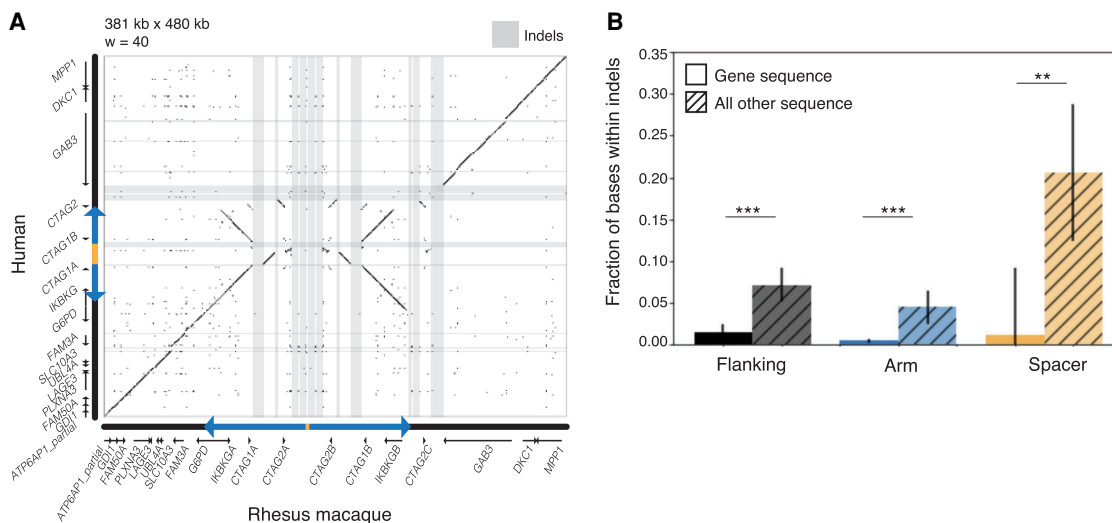 A
381 kb x 480 kb
w = 40
Indels
Human
MPP1
DKC1
GAB3
CTAG2
CTAG1B
CTAG1A
IKBKG
G6PD
FAM3A
SLC10A3
UBL4A
LAGE3
PLXNA3
FAM50A
GDI1
ATP6AP1_partial
ATP6AP1_partial
GDI1
FAM50A
PLXNA3
LAGE3
UBL4A
SLC10A3
FAM3A
G6PD
IKBKGA
CTAG1A
CTAG2A
CTAG2B
CTAG1B
IKBKGB
CTAG2C
GAB3
DKC1
MPP1
Rhesus macaque
B
Fraction of bases within indels
0.35
0.30
0.25
0.20
0.15
0.10
0.05
0.00
Gene sequence
All other sequence
***
***
**
Flanking
Arm
Spacer